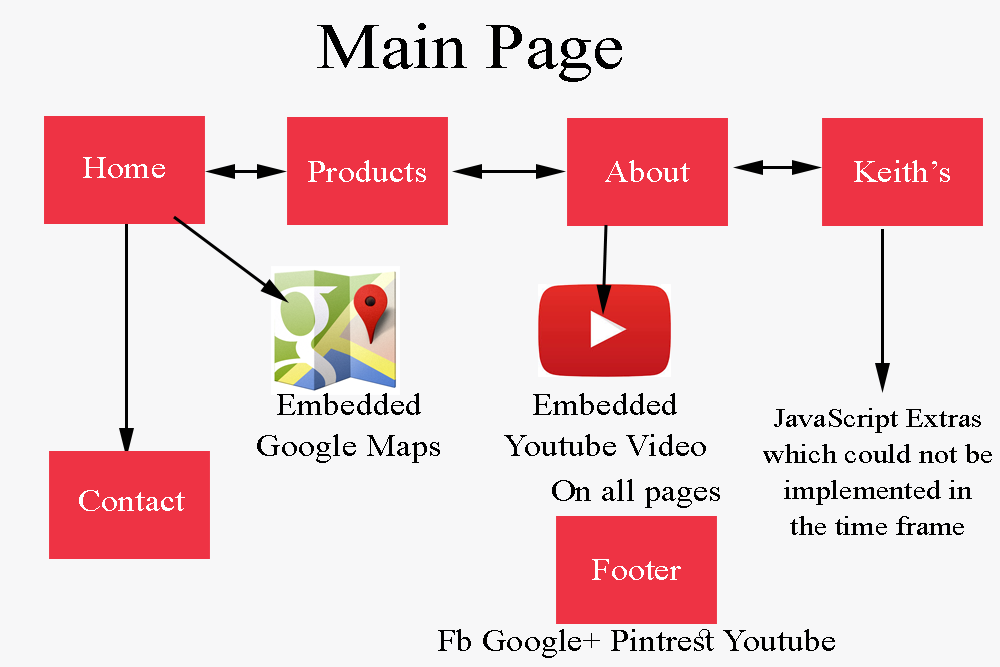 Main Page
Home
Products
About
Keith's
Embedded
Google Maps
Embedded
Youtube Video
JavaScript Extras
which could not be
implemented in
the time frame
Contact
On all pages
Footer
Fb Google+ Pintrest Youtube